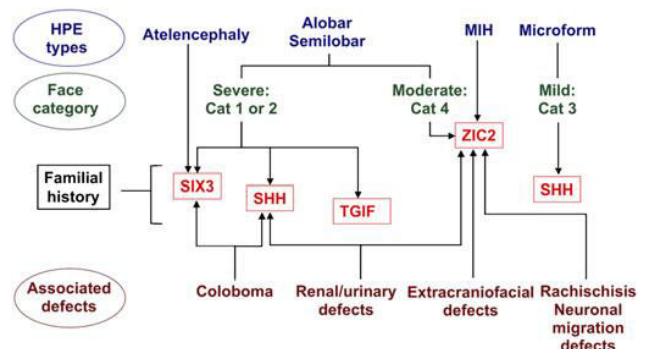 HPE
types
Atelencephaly
Alobar
Semilobar
MIH
Microform
Face
category
Severe:
Cat 1 or 2
Moderate:
Cat 4
Mild:
Cat 3
ZIC2
Familial
history
SIX3
SHH
TGIF
SHH
Associated
defects
Coloboma
Renal/urinary
defects
Extracraniofacial
defects
Rachischisis
Neuronal
migration
defects